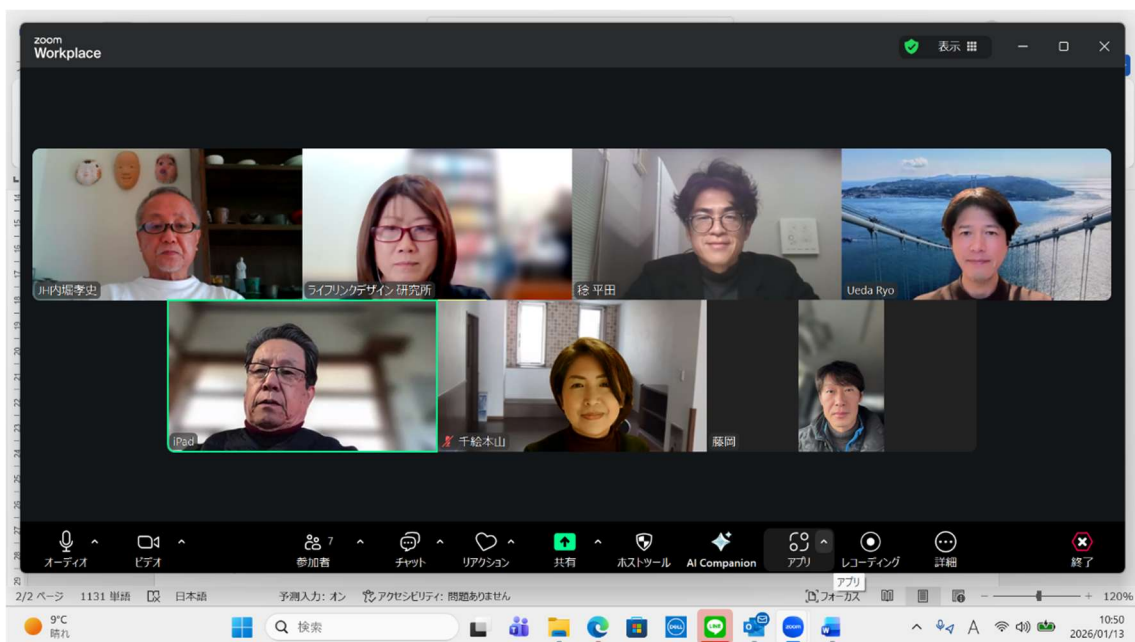 zoom
Workplace
表示
JH内堀孝史
ライフリンクデザイン研究所
稔 平田
Ueda Ryo
iPad
千絵本山
藤岡
7
オーディオ
ビデオ
参加者
チャット
リアクション
共有
ホストツール
AI Companion
アプリ
レコーディング
詳細
終了
アプリ
2/2 ページ
1131 単語
日本語
予測入力: オン
アクセシビリティ: 問題ありません
フォーカス
120%
9°C
晴れ
検索
DELL
LINE
zoom
A
10:50
2026/01/13